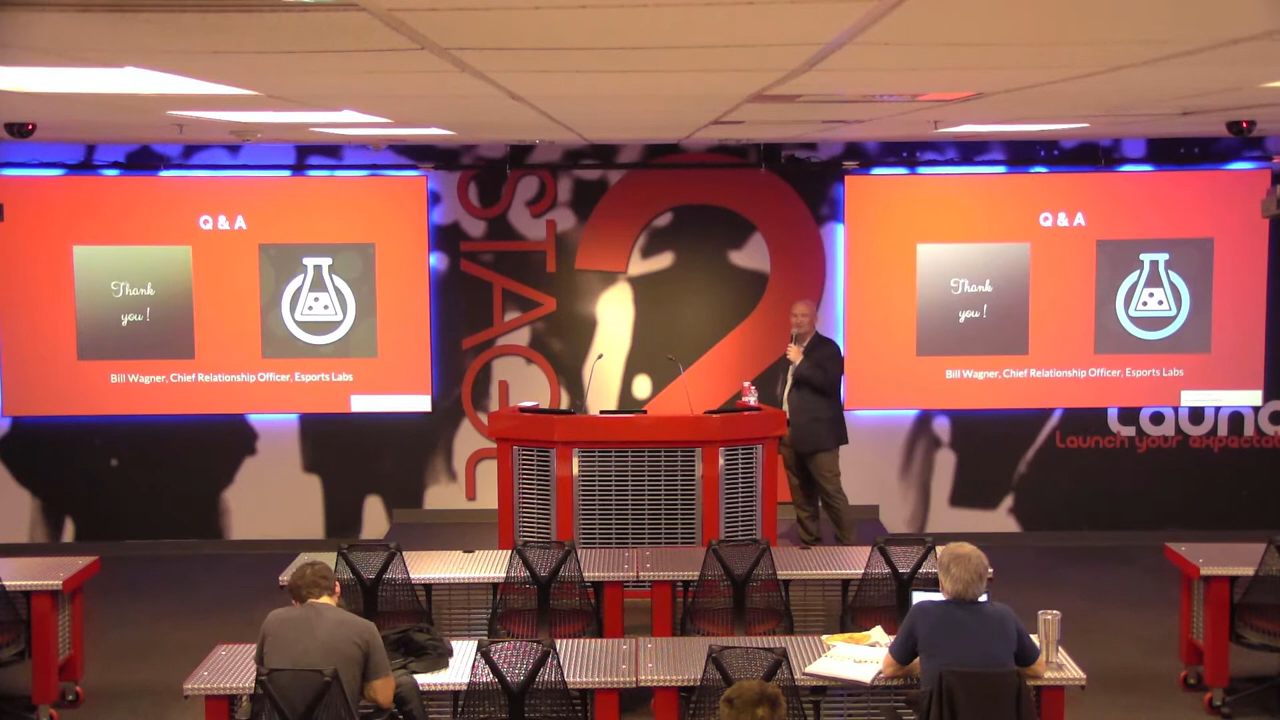 Q & A
Thank
you !
Bill Wagner, Chief Relationship Officer, Esports Labs
STAGE
2
Q & A
Thank
you !
Bill Wagner, Chief Relationship Officer, Esports Labs
Launc
Launch your expectat